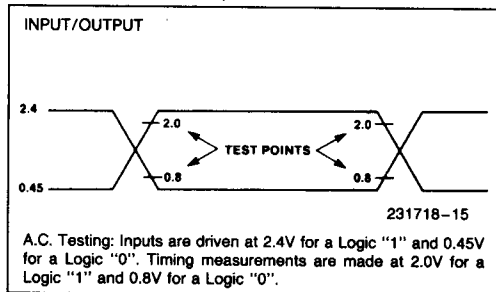 INPUT/OUTPUT
2.4
2.0
2.0
TEST POINTS
0.8
0.8
0.45
231718-15
A.C. Testing: Inputs are driven at 2.4V for a Logic "1" and 0.45V
for a Logic "0". Timing measurements are made at 2.0V for a
Logic "1" and 0.8V for a Logic "0".